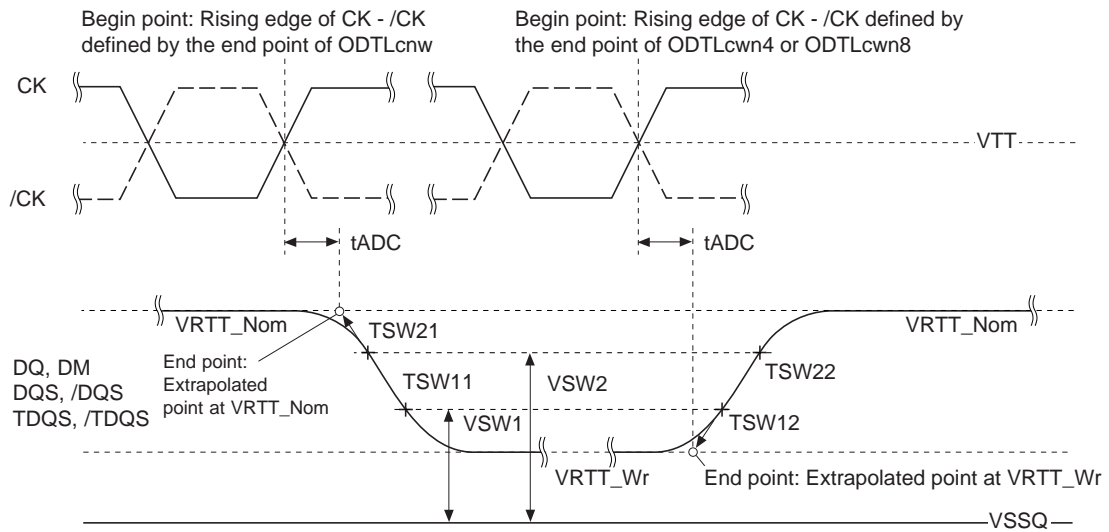 Begin point: Rising edge of CK - /CK
defined by the end point of ODTLcnw
Begin point: Rising edge of CK - /CK defined by
the end point of ODTLcwn4 or ODTLcwn8
CK
VTT
/CK
tADC
tADC
VRTT_Nom
TSW21
VRTT_Nom
End point:
Extrapolated
point at VRTT_Nom
DQ, DM
DQS, /DQS
TDQS, /TDQS
TSW11
VSW2
TSW22
VSW1
TSW12
VRTT_Wr
End point: Extrapolated point at VRTT_Wr
VSSQ